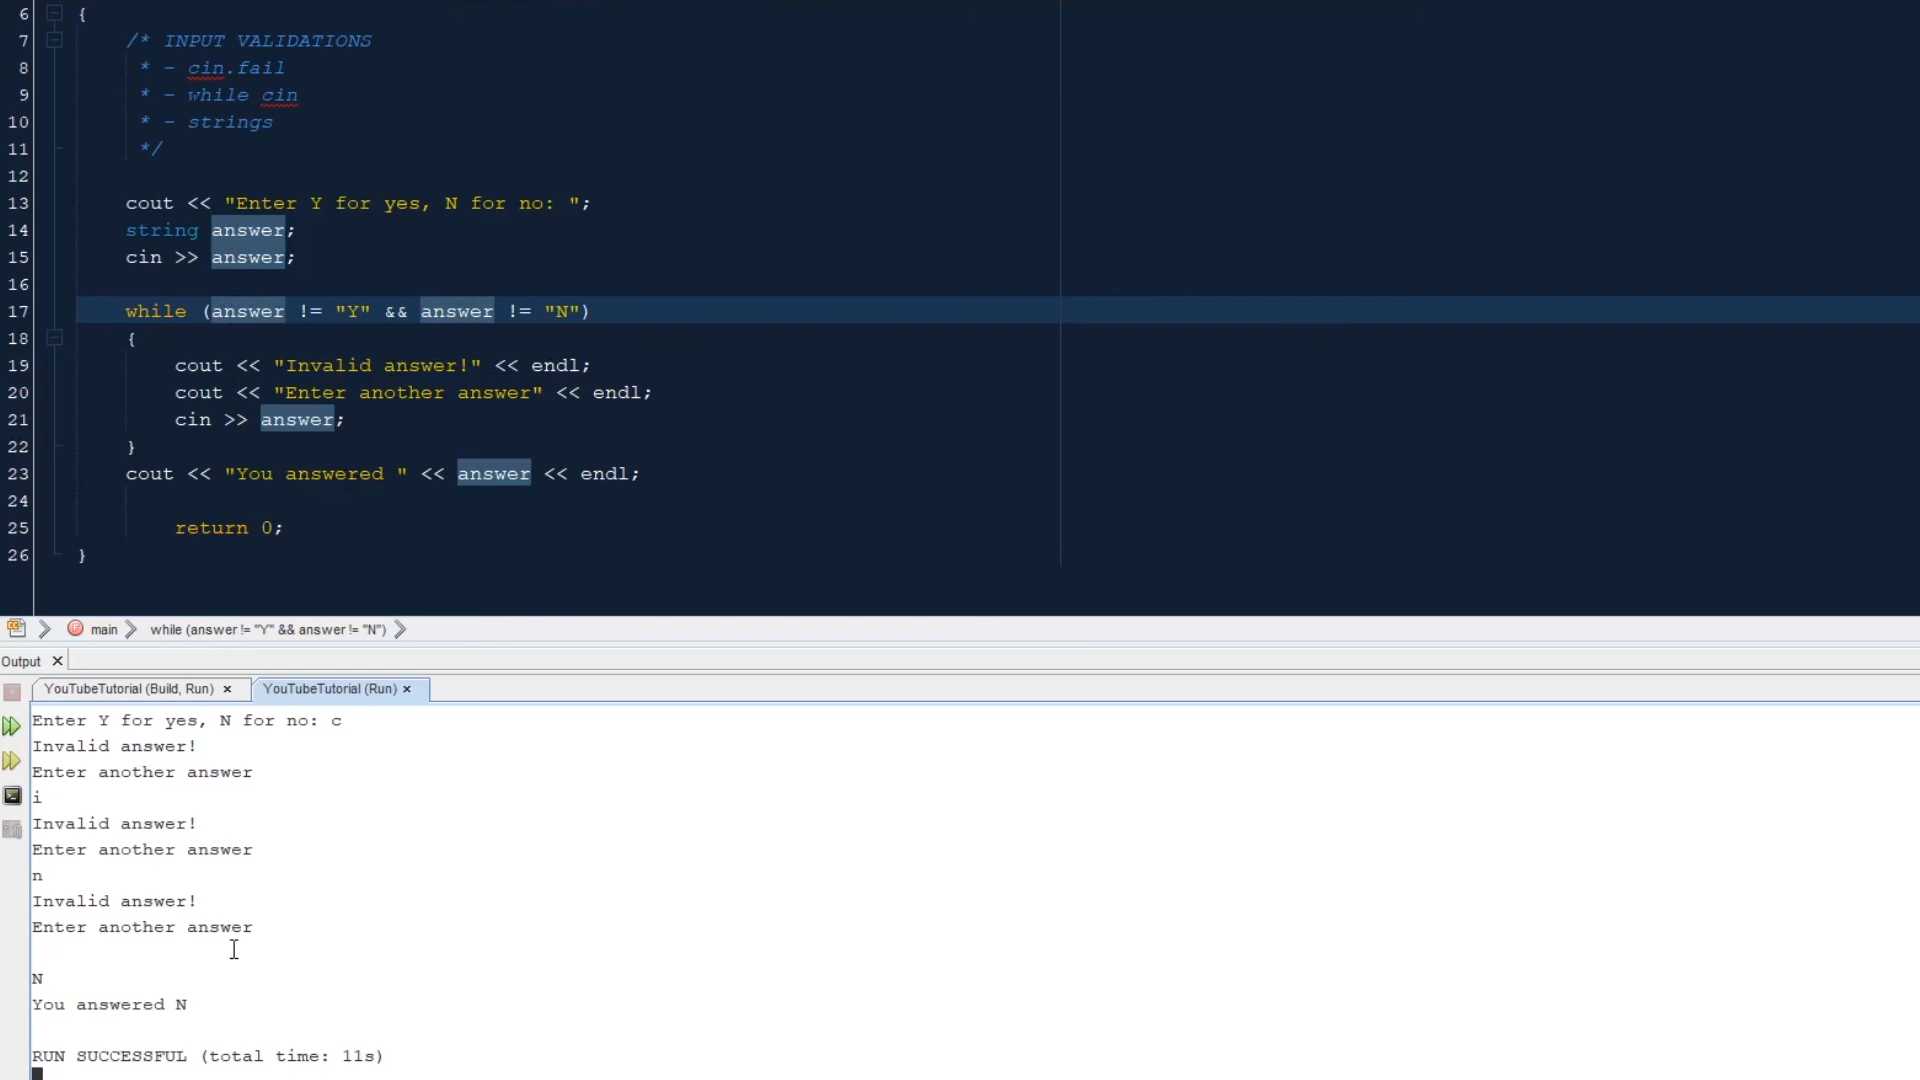 6 {
7 /* INPUT VALIDATIONS
8 * - cin.fail
9 * - while cin
10 * - strings
11 */
12
13 cout << "Enter Y for yes, N for no: ";
14 string answer;
15 cin >> answer;
16
17 while (answer != "Y" && answer != "N")
18 {
19 cout << "Invalid answer!" << endl;
20 cout << "Enter another answer" << endl;
21 cin >> answer;
22 }
23 cout << "You answered " << answer << endl;
24
25 return 0;
26 }
main while (answer != "Y" && answer != "N")
Output
YouTubeTutorial (Build, Run) YouTubeTutorial (Run)
Enter Y for yes, N for no: c
Invalid answer!
Enter another answer
i
Invalid answer!
Enter another answer
n
Invalid answer!
Enter another answer
N
You answered N
RUN SUCCESSFUL (total time: 11s)